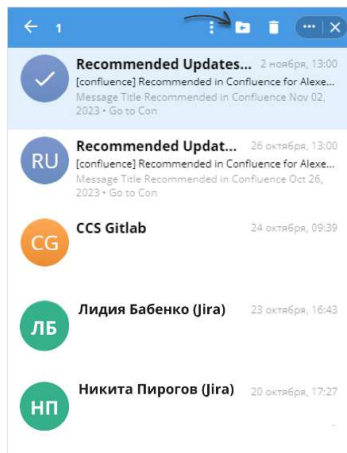 1
Recommended Updates... 2 ноября, 13:00
[confluence] Recommended in Confluence for Alexe...
Message Title Recommended in Confluence Nov 02,
2023 • Go to Con
RU
Recommended Updat... 26 октября, 13:00
[confluence] Recommended in Confluence for Alexe...
Message Title Recommended in Confluence Oct 26,
2023 • Go to Con
CG
CCS Gitlab 24 октября, 09:39
ЛБ
Лидия Бабенко (Jira) 23 октября, 16:43
НП
Никита Пирогов (Jira) 20 октября, 17:27